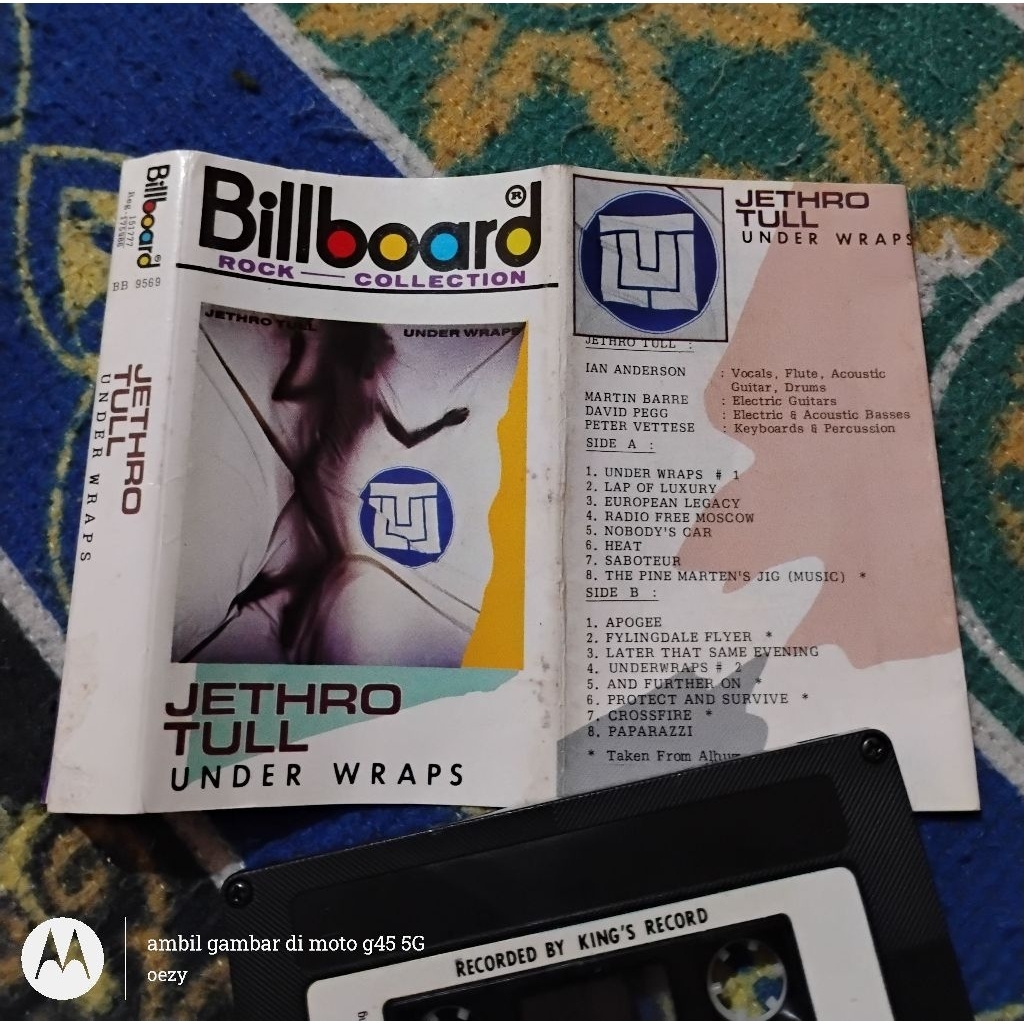 Billboard®
Reg. 151777
175586
BB 9569
JETHRO
TULL
UNDER WRAPS
Billboard®
ROCK COLLECTION
JETHRO TULL UNDER WRAPS
JETHRO
TULL
UNDER WRAPS
JETHRO
TULL
UNDER WRAPS
JETHRO TULL :
IAN ANDERSON : Vocals, Flute, Acoustic
Guitar, Drums
MARTIN BARRE : Electric Guitars
DAVID PEGG : Electric & Acoustic Basses
PETER VETTESE : Keyboards & Percussion
SIDE A :
1. UNDER WRAPS # 1
2. LAP OF LUXURY
3. EUROPEAN LEGACY
4. RADIO FREE MOSCOW
5. NOBODY'S CAR
6. HEAT
7. SABOTEUR
8. THE PINE MARTEN'S JIG (MUSIC) *
SIDE B :
1. APOGEE
2. FYLINGDALE FLYER *
3. LATER THAT SAME EVENING
4. UNDERWRAPS # 2
5. AND FURTHER ON *
6. PROTECT AND SURVIVE *
7. CROSSFIRE *
8. PAPARAZZI
* Taken From Album
RECORDED BY KING'S RECORD
ambil gambar di moto g45 5G
oezy